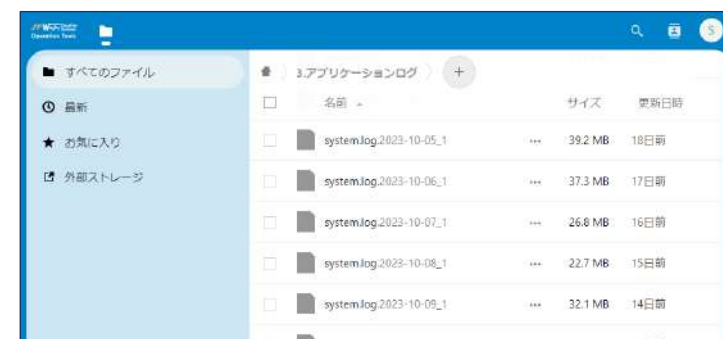 Operation Tools
S
すべてのファイル
最新
お気に入り
外部ストレージ
3.アプリケーションログ
+
名前
サイズ
更新日時
system.log.2023-10-05_1 ... 39.2 MB 18日前
system.log.2023-10-06_1 ... 37.3 MB 17日前
system.log.2023-10-07_1 ... 26.8 MB 16日前
system.log.2023-10-08_1 ... 22.7 MB 15日前
system.log.2023-10-09_1 ... 32.1 MB 14日前